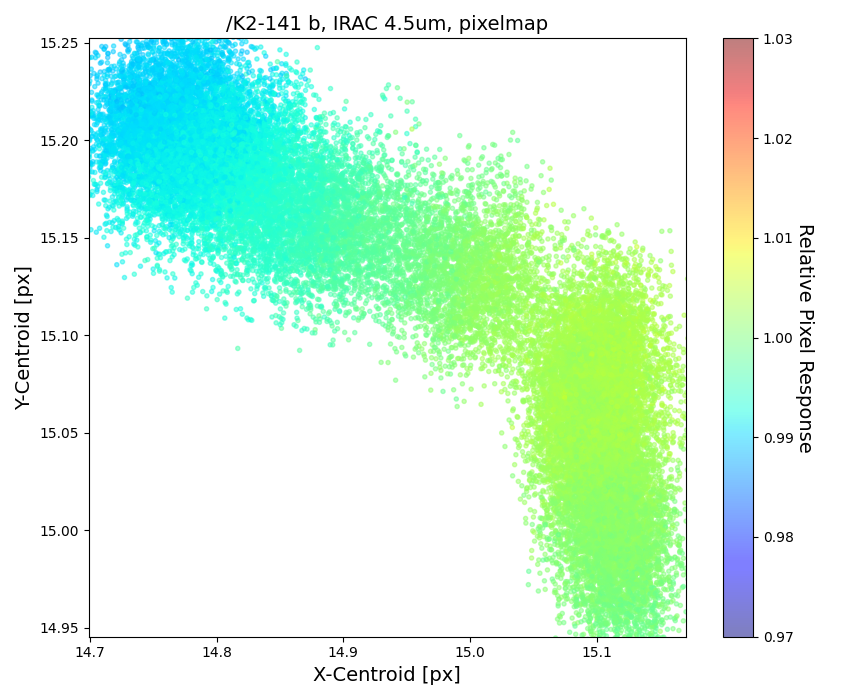 /K2-141 b, IRAC 4.5um, pixelmap
15.25
15.20
15.15
15.10
15.05
15.00
14.95
Y-Centroid [px]
14.7 14.8 14.9 15.0 15.1
X-Centroid [px]
1.03
1.02
1.01
1.00
0.99
0.98
0.97
Relative Pixel Response